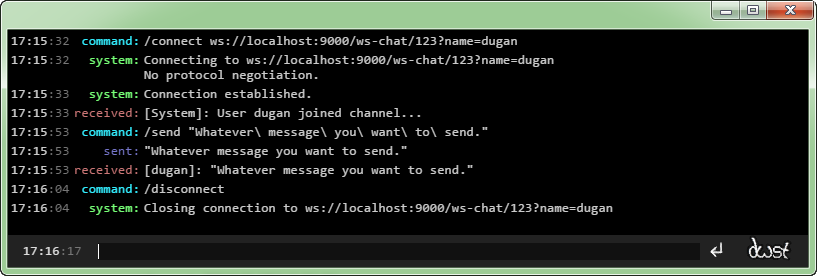 17:15:32 command: /connect ws://localhost:9000/ws-chat/123?name=dugan
17:15:32 system: Connecting to ws://localhost:9000/ws-chat/123?name=dugan
No protocol negotiation.
17:15:33 system: Connection established.
17:15:33 received: [System]: User dugan joined channel...
17:15:53 command: /send "Whatever\ message\ you\ want\ to\ send."
17:15:53 sent: "Whatever message you want to send."
17:15:53 received: [dugan]: "Whatever message you want to send."
17:16:04 command: /disconnect
17:16:04 system: Closing connection to ws://localhost:9000/ws-chat/123?name=dugan
17:16:17 dwst